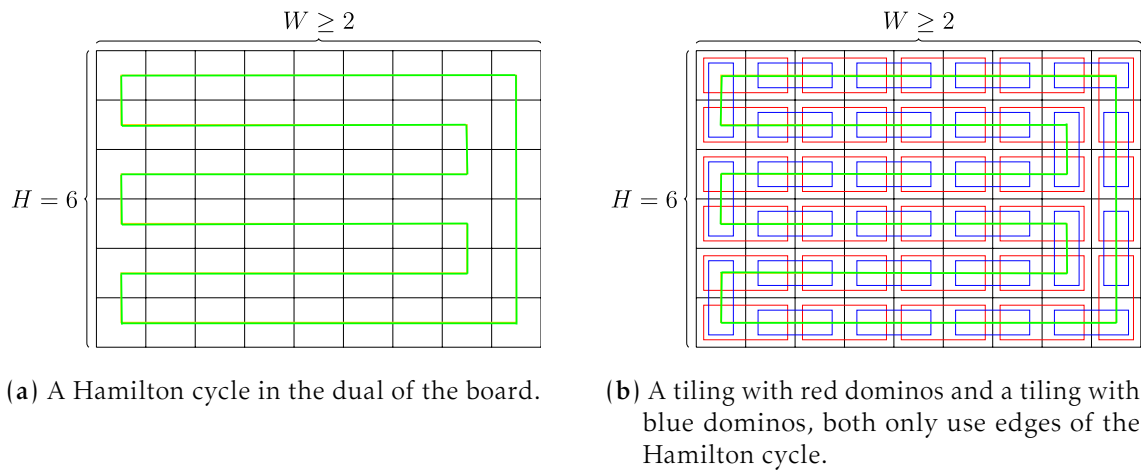 W ≥ 2
W ≥ 2
H = 6
H = 6
(a) A Hamilton cycle in the dual of the board.
(b) A tiling with red dominos and a tiling with
blue dominos, both only use edges of the
Hamilton cycle.